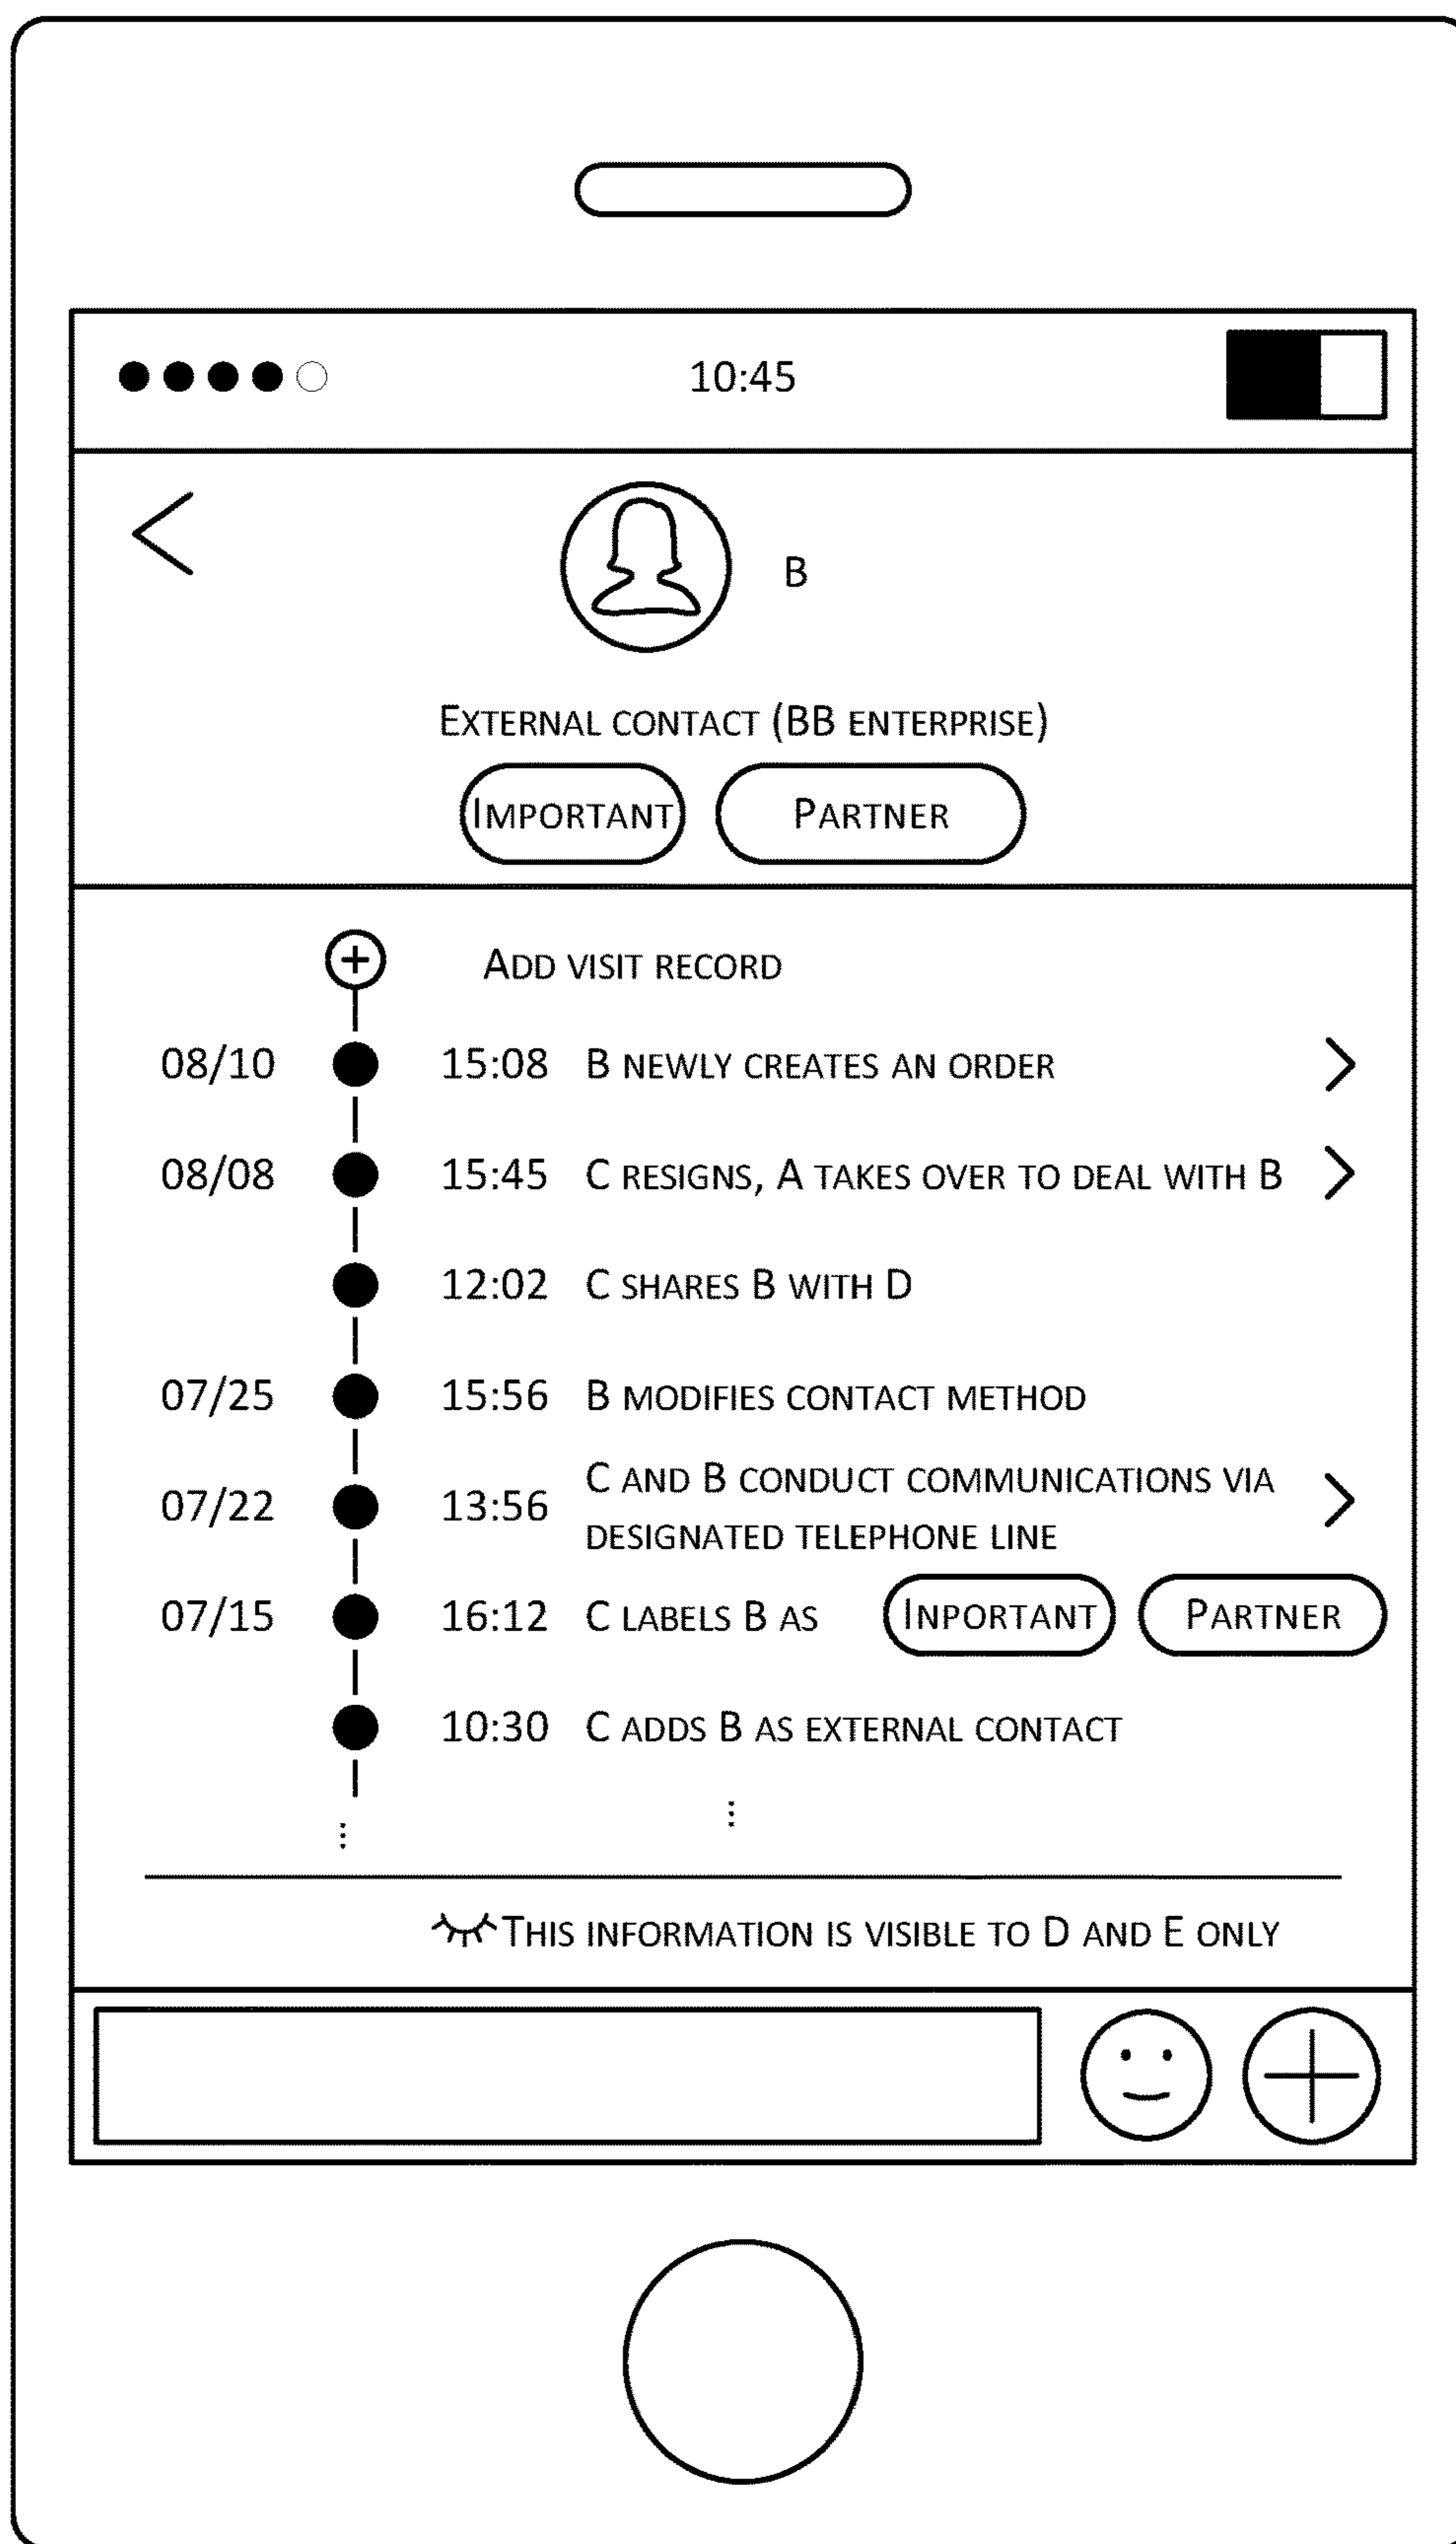 10:45
B
EXTERNAL CONTACT (BB ENTERPRISE)
IMPORTANT PARTNER
ADD VISIT RECORD
08/10 15:08 B NEWLY CREATES AN ORDER
08/08 15:45 C RESIGNS, A TAKES OVER TO DEAL WITH B
12:02 C SHARES B WITH D
07/25 15:56 B MODIFIES CONTACT METHOD
07/22 13:56 C AND B CONDUCT COMMUNICATIONS VIA
DESIGNATED TELEPHONE LINE
07/15 16:12 C LABELS B AS INPORTANT PARTNER
10:30 C ADDS B AS EXTERNAL CONTACT
THIS INFORMATION IS VISIBLE TO D AND E ONLY